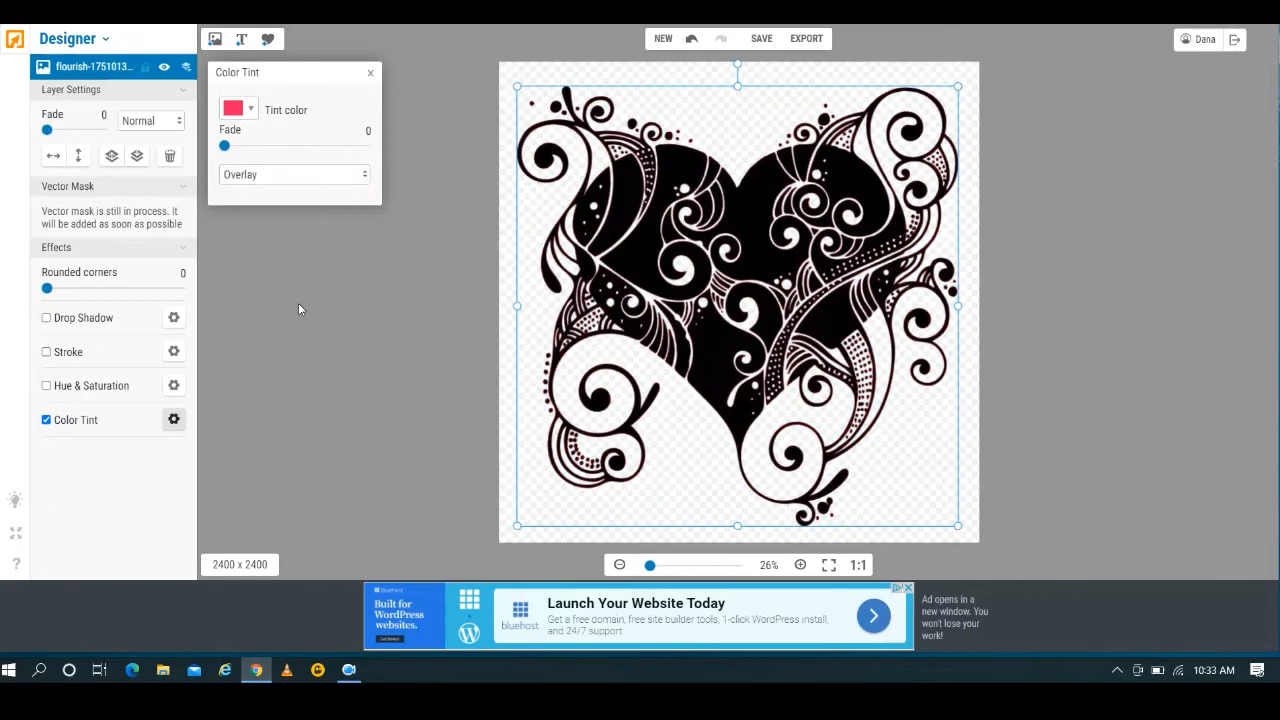 Designer
NEW
SAVE
EXPORT
Dana
flourish-1751013...
Layer Settings
Fade 0
Normal
Vector Mask
Vector mask is still in process. It
will be added as soon as possible
Effects
Rounded corners 0
Drop Shadow
Stroke
Hue & Saturation
Color Tint
Color Tint
Tint color
Fade 0
Overlay
2400 x 2400
26%
1:1
bluehost
Built for
WordPress
websites.
bluehost
Launch Your Website Today
Get a free domain, free site builder tools, 1-click WordPress install,
and 24/7 support
Ad opens in a
new window. You
won't lose your
work!
10:33 AM